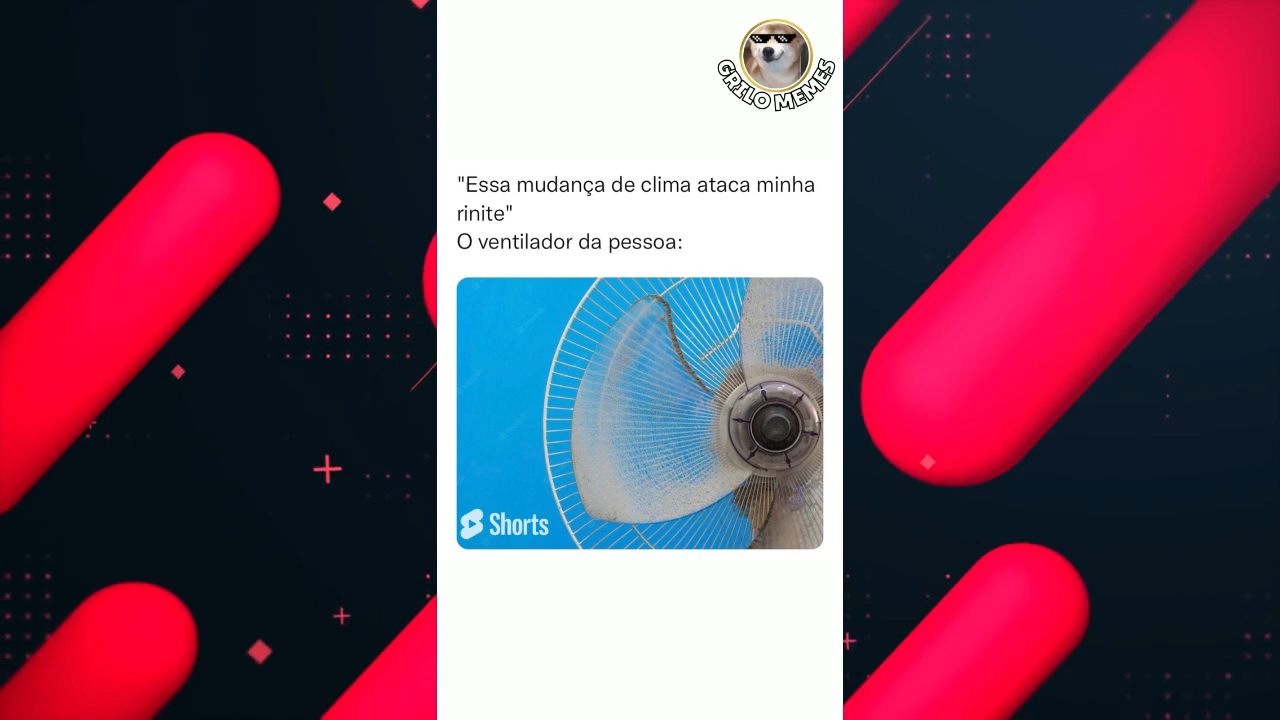 GRILO MEMES
"Essa mudança de clima ataca minha
rinite"
O ventilador da pessoa:
Shorts